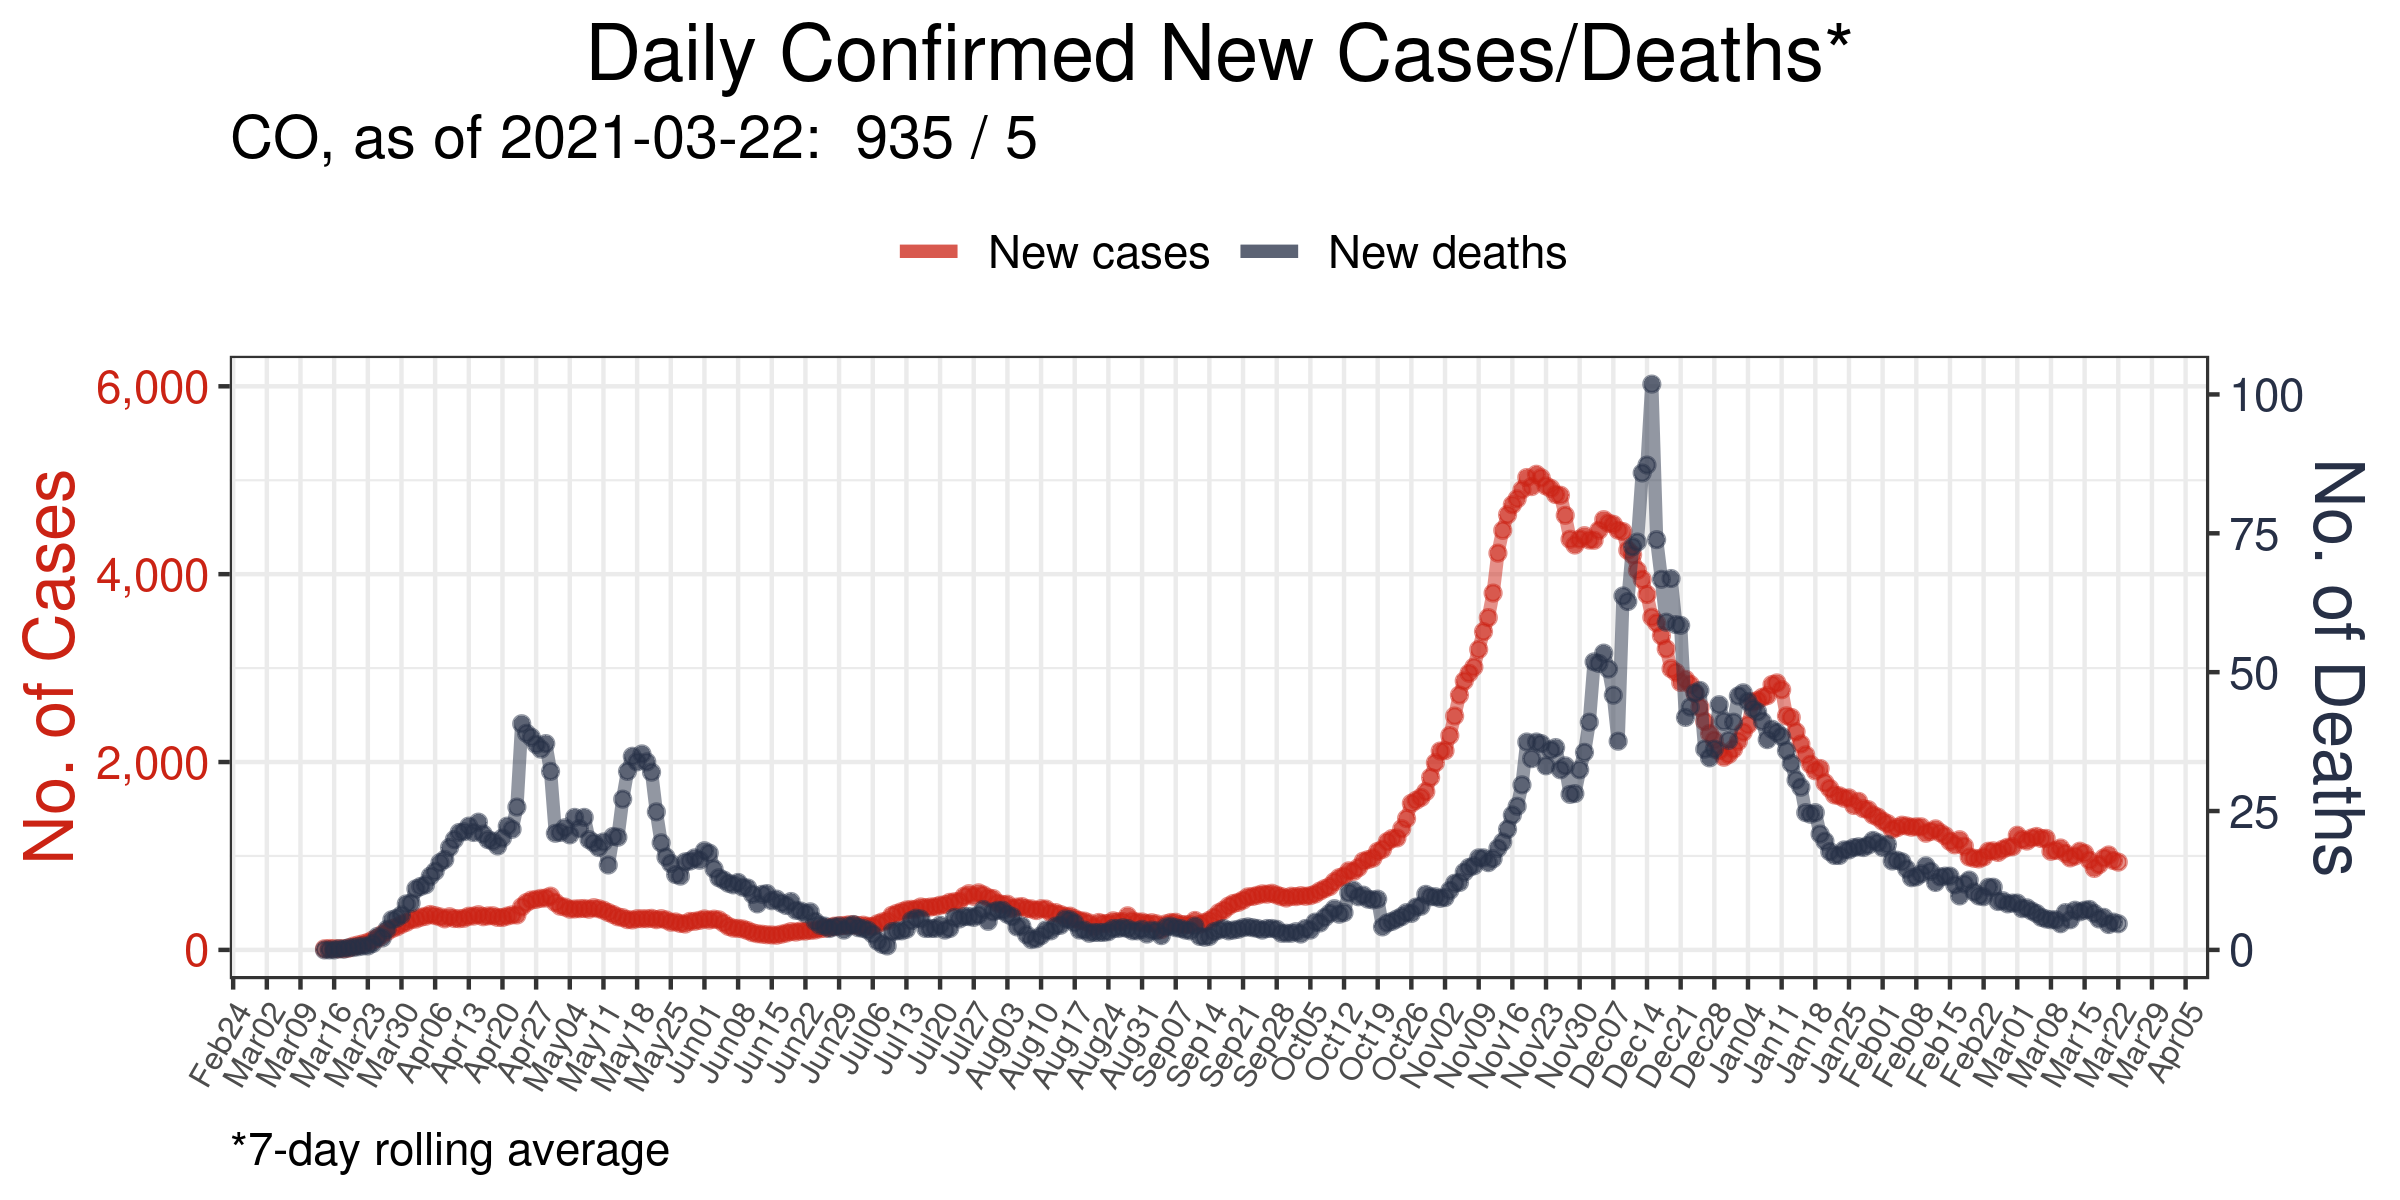 Daily Confirmed New Cases/Deaths*
CO, as of 2021-03-22:  935 / 5
New cases
New deaths
No. of Cases
6,000
4,000
2,000
0
100
75
50
25
0
No. of Deaths
Feb24
Mar02
Mar09
Mar16
Mar23
Mar30
Apr06
Apr13
Apr20
Apr27
May04
May11
May18
May25
Jun01
Jun08
Jun15
Jun22
Jun29
Jul06
Jul13
Jul20
Jul27
Aug03
Aug10
Aug17
Aug24
Aug31
Sep07
Sep14
Sep21
Sep28
Oct05
Oct12
Oct19
Oct26
Nov02
Nov09
Nov16
Nov23
Nov30
Dec07
Dec14
Dec21
Dec28
Jan04
Jan11
Jan18
Jan25
Feb01
Feb08
Feb15
Feb22
Mar01
Mar08
Mar15
Mar22
Mar29
Apr05
*7-day rolling average